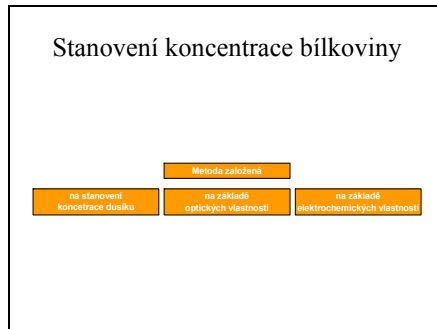 Stanovení koncentrace bílkoviny
Metoda založená
na stanovení
koncetrace dusíku
na základě
optických vlastností
na základě
elektrochemických vlastností